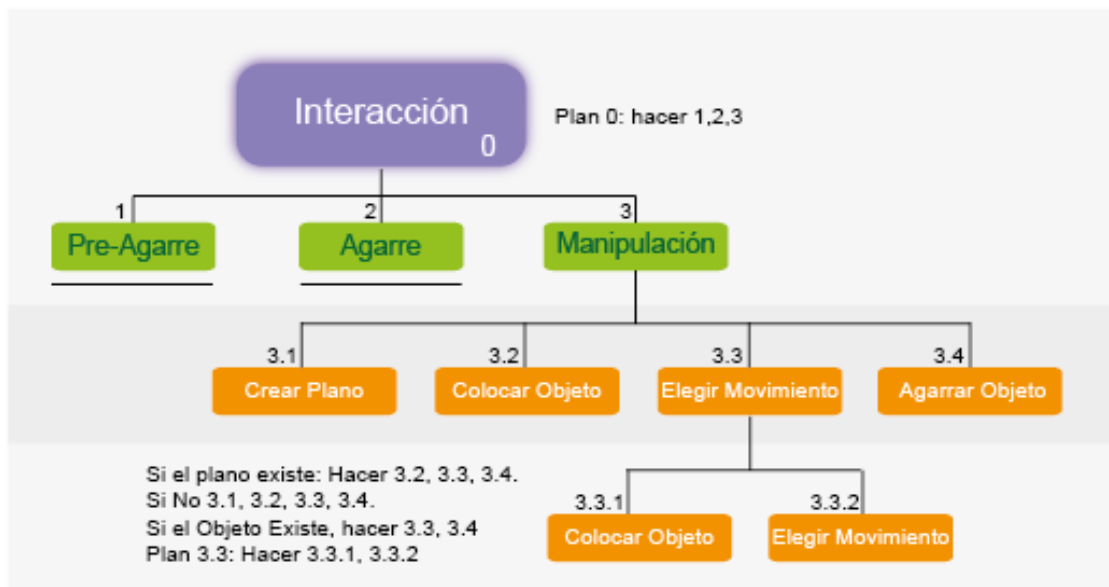 Interacción
0
Plan 0: hacer 1,2,3
1
2
3
Pre-Agarre
Agarre
Manipulación
3.1
3.2
3.3
3.4
Crear Plano
Colocar Objeto
Elegir Movimiento
Agarrar Objeto
Si el plano existe: Hacer 3.2, 3.3, 3.4.
Si No 3.1, 3.2, 3.3, 3.4.
Si el Objeto Existe, hacer 3.3, 3.4
Plan 3.3: Hacer 3.3.1, 3.3.2
3.3.1
3.3.2
Colocar Objeto
Elegir Movimiento